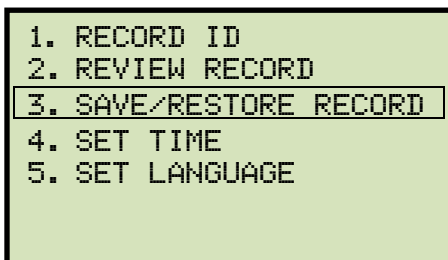 1. RECORD ID
2. REVIEW RECORD
3. SAVE/RESTORE RECORD
4. SET TIME
5. SET LANGUAGE